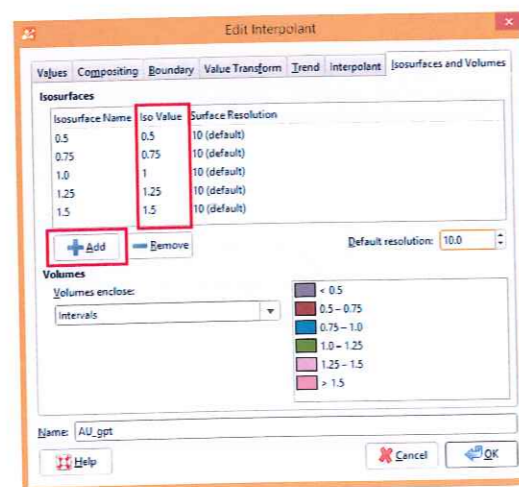 Edit Interpolant
Values Compositing Boundary Value Transform Trend Interpolant Isosurfaces and Volumes
Isosurfaces
Isosurface Name Iso Value Surface Resolution
0.5 0.5 10 (default)
0.75 0.75 10 (default)
1.0 1 10 (default)
1.25 1.25 10 (default)
1.5 1.5 10 (default)
Add Remove Default resolution: 10.0
Volumes
Volumes enclose:
Intervals
< 0.5
0.5 – 0.75
0.75 – 1.0
1.0 – 1.25
1.25 – 1.5
> 1.5
Name: AU_gpt
Help Cancel OK